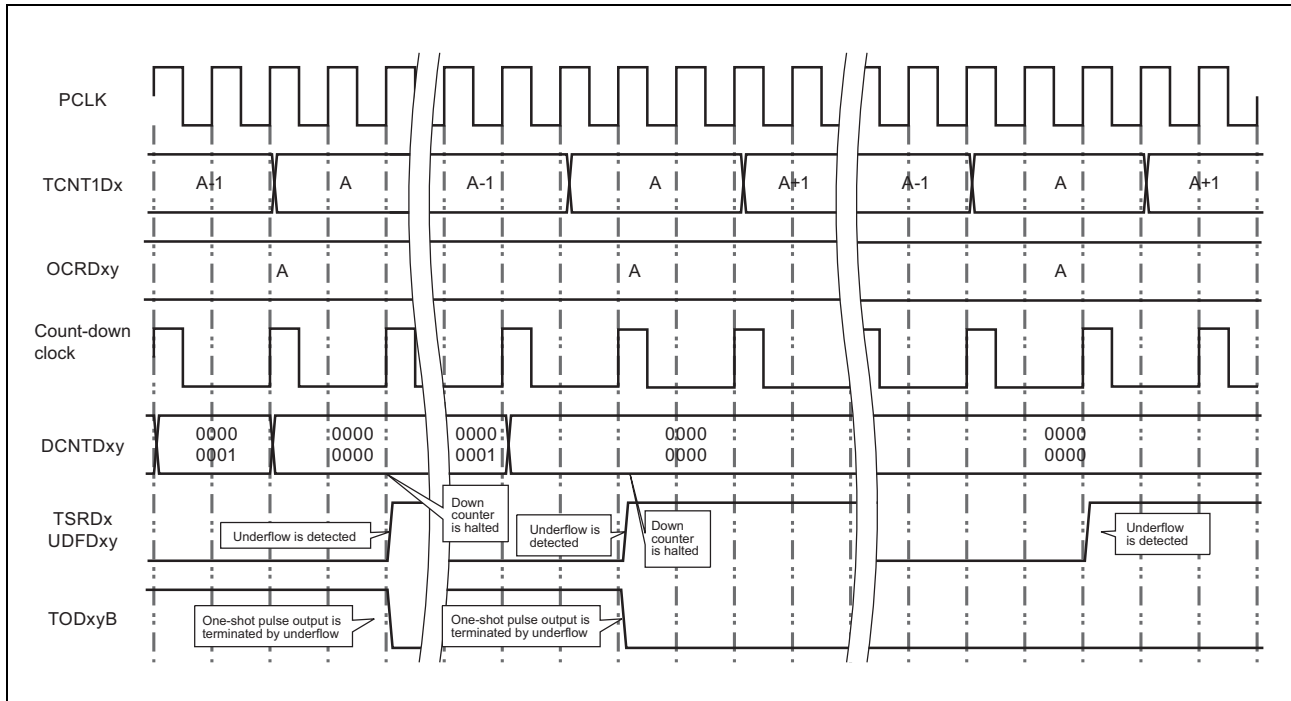 PCLK
TCNT1Dx
A-1
A
A-1
A
A+1
A-1
A
A+1
OCRDxy
A
A
A
Count-down
clock
DCNTDxy
0000
0001
0000
0000
0000
0001
0000
0000
0000
0000
Down
counter
is halted
TSRDx
UDFDxy
Underflow is detected
Underflow is
detected
Down
counter
is halted
Underflow
is detected
TODxyB
One-shot pulse output is
terminated by underflow
One-shot pulse output is
terminated by underflow